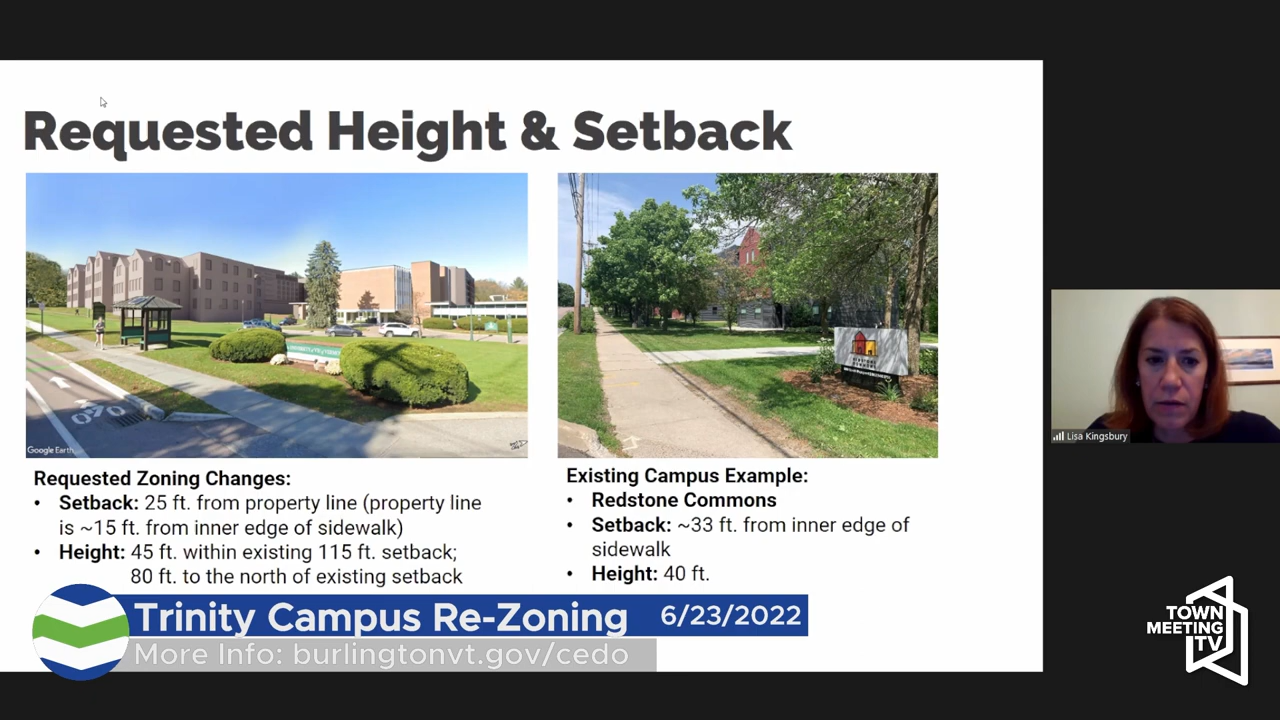 Requested Height & Setback
Google Earth
Requested Zoning Changes:
• Setback: 25 ft. from property line (property line
is ~15 ft. from inner edge of sidewalk)
• Height: 45 ft. within existing 115 ft. setback;
80 ft. to the north of existing setback
Existing Campus Example:
• Redstone Commons
• Setback: ~33 ft. from inner edge of
sidewalk
• Height: 40 ft.
Lisa Kingsbury
Trinity Campus Re-Zoning 6/23/2022
More Info: burlingtonvt.gov/cedo
TOWN
MEETING
TV